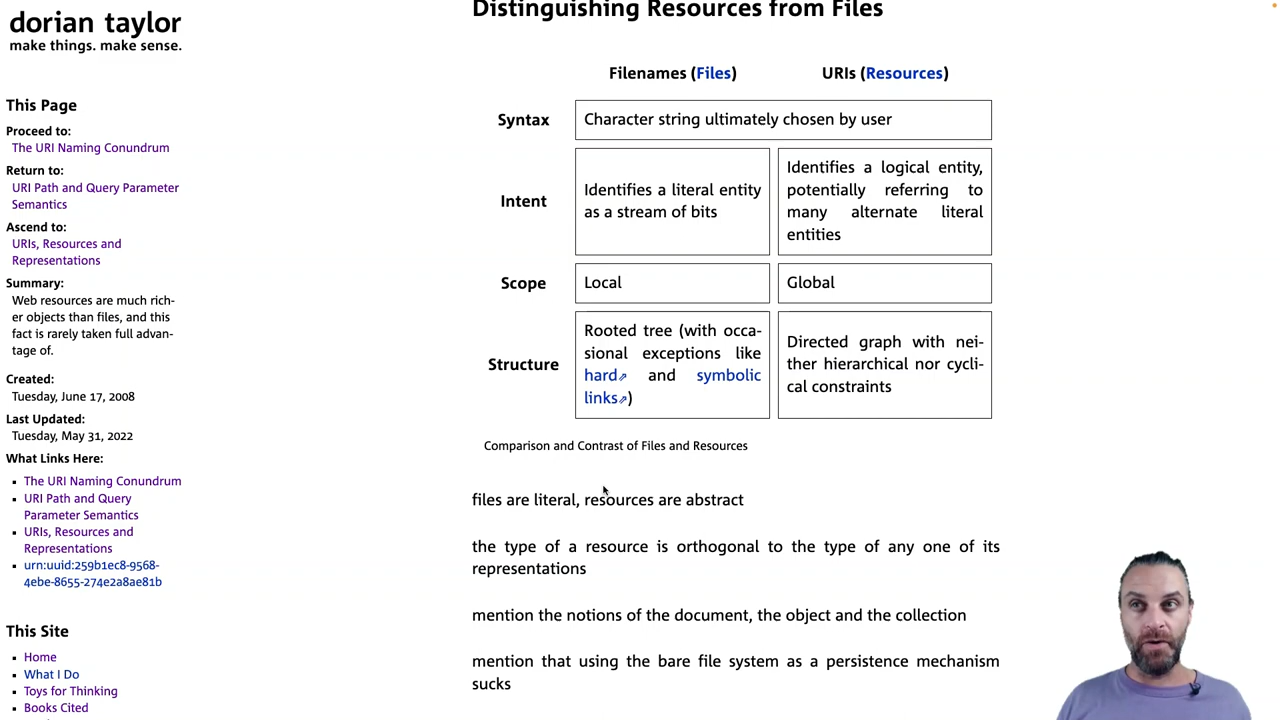 dorian taylor
make things. make sense.
This Page
Proceed to:
The URI Naming Conundrum
Return to:
URI Path and Query Parameter
Semantics
Ascend to:
URIs, Resources and
Representations
Summary:
Web resources are much rich-
er objects than files, and this
fact is rarely taken full advan-
tage of.
Created:
Tuesday, June 17, 2008
Last Updated:
Tuesday, May 31, 2022
What Links Here:
The URI Naming Conundrum
URI Path and Query
Parameter Semantics
URIs, Resources and
Representations
urn:uuid:259b1ec8-9568-
4ebe-8655-274e2a8ae81b
This Site
Home
What I Do
Toys for Thinking
Books Cited
Distinguishing Resources from Files
Filenames (Files) URIs (Resources)
Syntax
Character string ultimately chosen by user
Intent
Identifies a literal entity
as a stream of bits
Identifies a logical entity,
potentially referring to
many alternate literal
entities
Scope
Local
Global
Structure
Rooted tree (with occa-
sional exceptions like
hard⇗ and symbolic
links⇗)
Directed graph with nei-
ther hierarchical nor cycli-
cal constraints
Comparison and Contrast of Files and Resources
files are literal, resources are abstract
the type of a resource is orthogonal to the type of any one of its
representations
mention the notions of the document, the object and the collection
mention that using the bare file system as a persistence mechanism
sucks